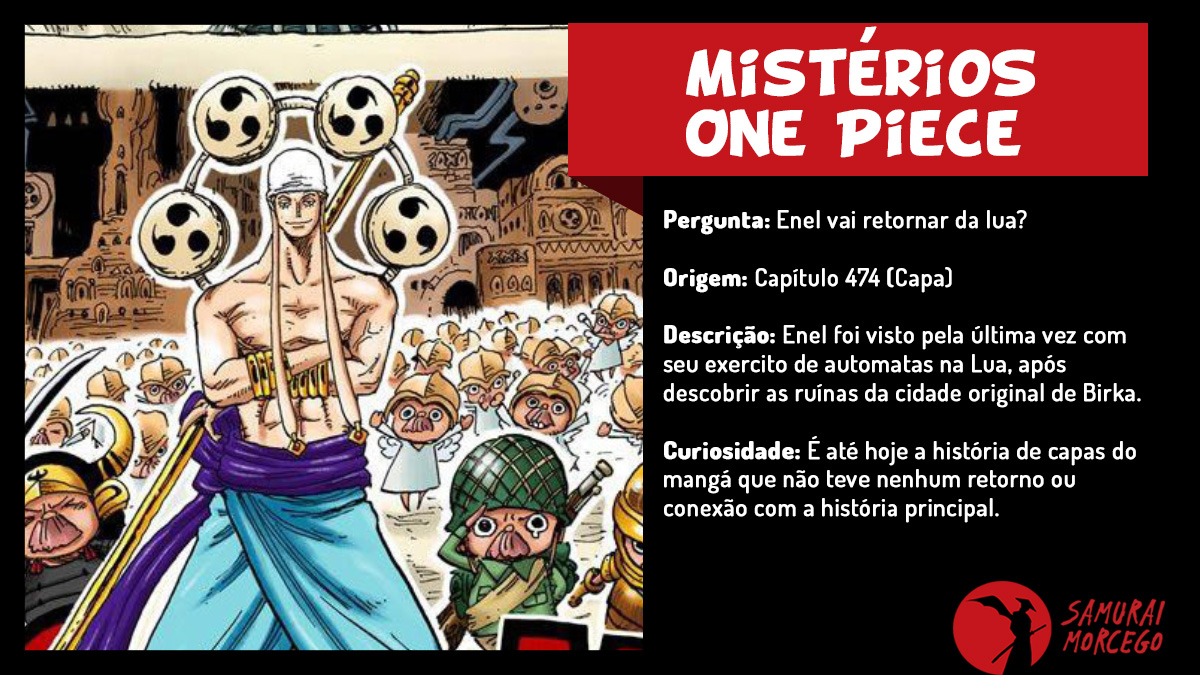 MISTÉRIOS
ONE PIECE
Pergunta: Enel vai retornar da lua?
Origem: Capítulo 474 (Capa)
Descrição: Enel foi visto pela última vez com
seu exercito de automatas na Lua, após
descobrir as ruínas da cidade original de Birka.
Curiosidade: É até hoje a história de capas do
mangá que não teve nenhum retorno ou
conexão com a história principal.
SAMURAI
MORCEGO